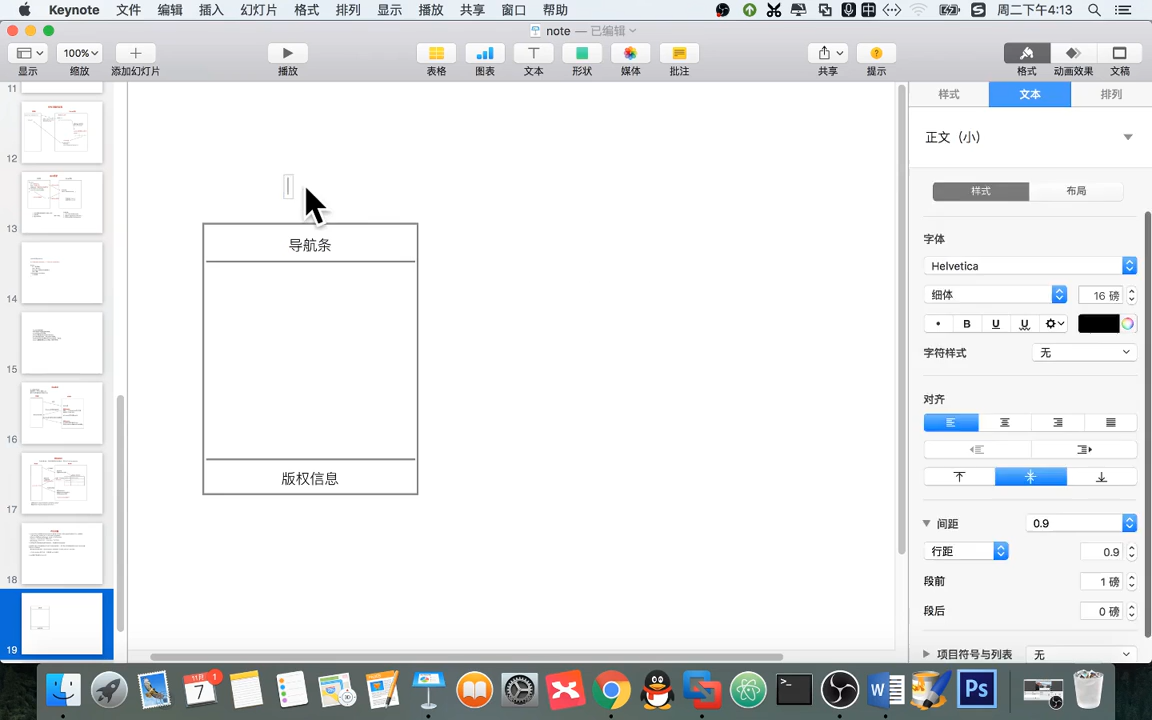 Keynote 文件 编辑 插入 幻灯片 格式 排列 显示 播放 共享 窗口 帮助 周二下午4:13
note — 已编辑
100%
显示 缩放 添加幻灯片 播放 表格 图表 文本 形状 媒体 批注 共享 提示 格式 动画效果 文稿
样式 文本 排列
正文（小）
样式 布局
字体
Helvetica
细体 16 磅
B U U
字符样式 无
对齐
间距 0.9
行距 0.9
段前 1 磅
段后 0 磅
项目符号与列表 无
11
12
13
14
15
16
17
18
19
导航条
版权信息
11月
7
1
W
Ps